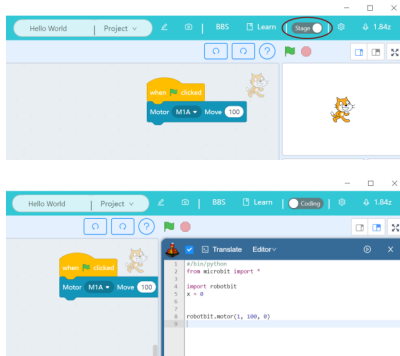 Hello World | Project BBS Learn Stage 1.84z
?
when clicked
Motor M1A Move 100
Hello World | Project BBS Learn Coding 1.84z
?
when clicked
Motor M1A Move 100
Translate Editor
1 #/bin/python
2 from microbit import *
3
4 import robotbit
5 x = 0
6
7
8 robotbit.motor(1, 100, 0)
9